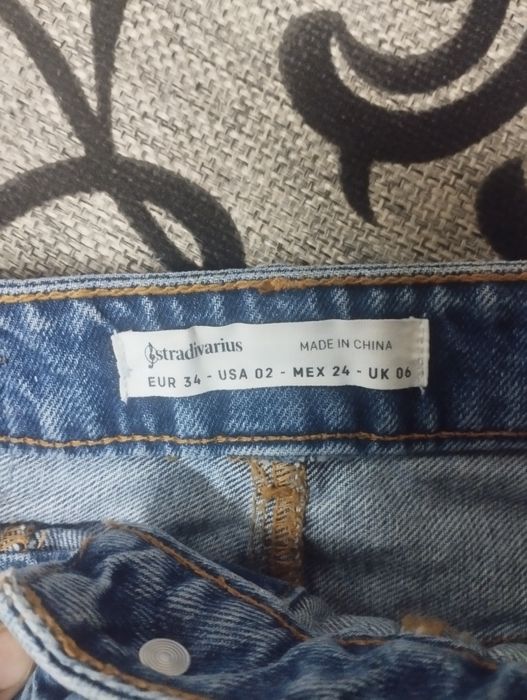 stradivarius MADE IN CHINA
EUR 34 - USA 02 - MEX 24 - UK 06